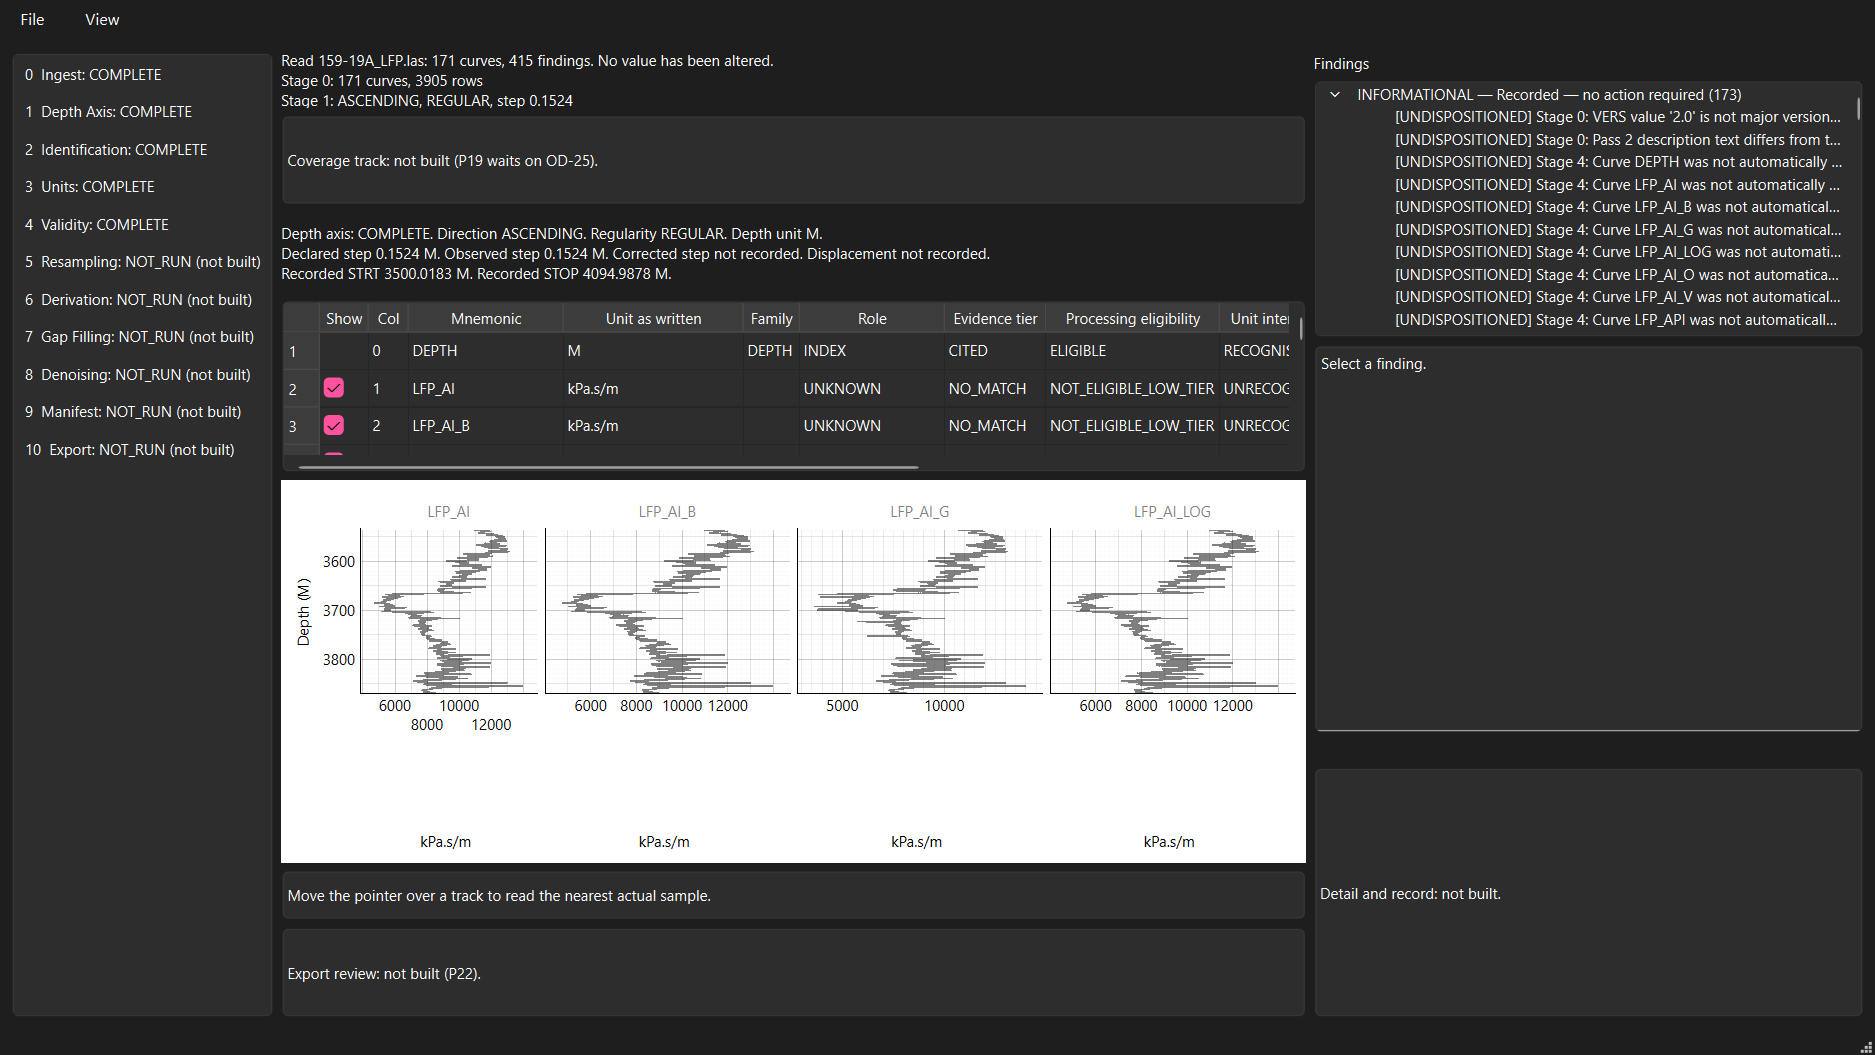 File
View
0 Ingest: COMPLETE
1 Depth Axis: COMPLETE
2 Identification: COMPLETE
3 Units: COMPLETE
4 Validity: COMPLETE
5 Resampling: NOT_RUN (not built)
6 Derivation: NOT_RUN (not built)
7 Gap Filling: NOT_RUN (not built)
8 Denoising: NOT_RUN (not built)
9 Manifest: NOT_RUN (not built)
10 Export: NOT_RUN (not built)
Read 159-19A_LFP.las: 171 curves, 415 findings. No value has been altered.
Stage 0: 171 curves, 3905 rows
Stage 1: ASCENDING, REGULAR, step 0.1524
Coverage track: not built (P19 waits on OD-25).
Depth axis: COMPLETE. Direction ASCENDING. Regularity REGULAR. Depth unit M.
Declared step 0.1524 M. Observed step 0.1524 M. Corrected step not recorded. Displacement not recorded.
Recorded STRT 3500.0183 M. Recorded STOP 4094.9878 M.
Show Col Mnemonic Unit as written Family Role Evidence tier Processing eligibility Unit inter
1 0 DEPTH M DEPTH INDEX CITED ELIGIBLE RECOGNIS
2 1 LFP_AI kPa.s/m UNKNOWN NO_MATCH NOT_ELIGIBLE_LOW_TIER UNRECOG
3 2 LFP_AI_B kPa.s/m UNKNOWN NO_MATCH NOT_ELIGIBLE_LOW_TIER UNRECOG
LFP_AI LFP_AI_B LFP_AI_G LFP_AI_LOG
Depth (M)
3600
3700
3800
6000 10000 6000 8000 10000 12000 5000 10000 6000 8000 10000 12000
8000 12000
kPa.s/m kPa.s/m kPa.s/m kPa.s/m
Move the pointer over a track to read the nearest actual sample.
Export review: not built (P22).
Findings
INFORMATIONAL — Recorded — no action required (173)
[UNDISPOSITIONED] Stage 0: VERS value '2.0' is not major version...
[UNDISPOSITIONED] Stage 0: Pass 2 description text differs from t...
[UNDISPOSITIONED] Stage 4: Curve DEPTH was not automatically ...
[UNDISPOSITIONED] Stage 4: Curve LFP_AI was not automatically ...
[UNDISPOSITIONED] Stage 4: Curve LFP_AI_B was not automatical...
[UNDISPOSITIONED] Stage 4: Curve LFP_AI_G was not automatical...
[UNDISPOSITIONED] Stage 4: Curve LFP_AI_LOG was not automati...
[UNDISPOSITIONED] Stage 4: Curve LFP_AI_O was not automatica...
[UNDISPOSITIONED] Stage 4: Curve LFP_AI_V was not automatical...
[UNDISPOSITIONED] Stage 4: Curve LFP_API was not automaticall...
Select a finding.
Detail and record: not built.